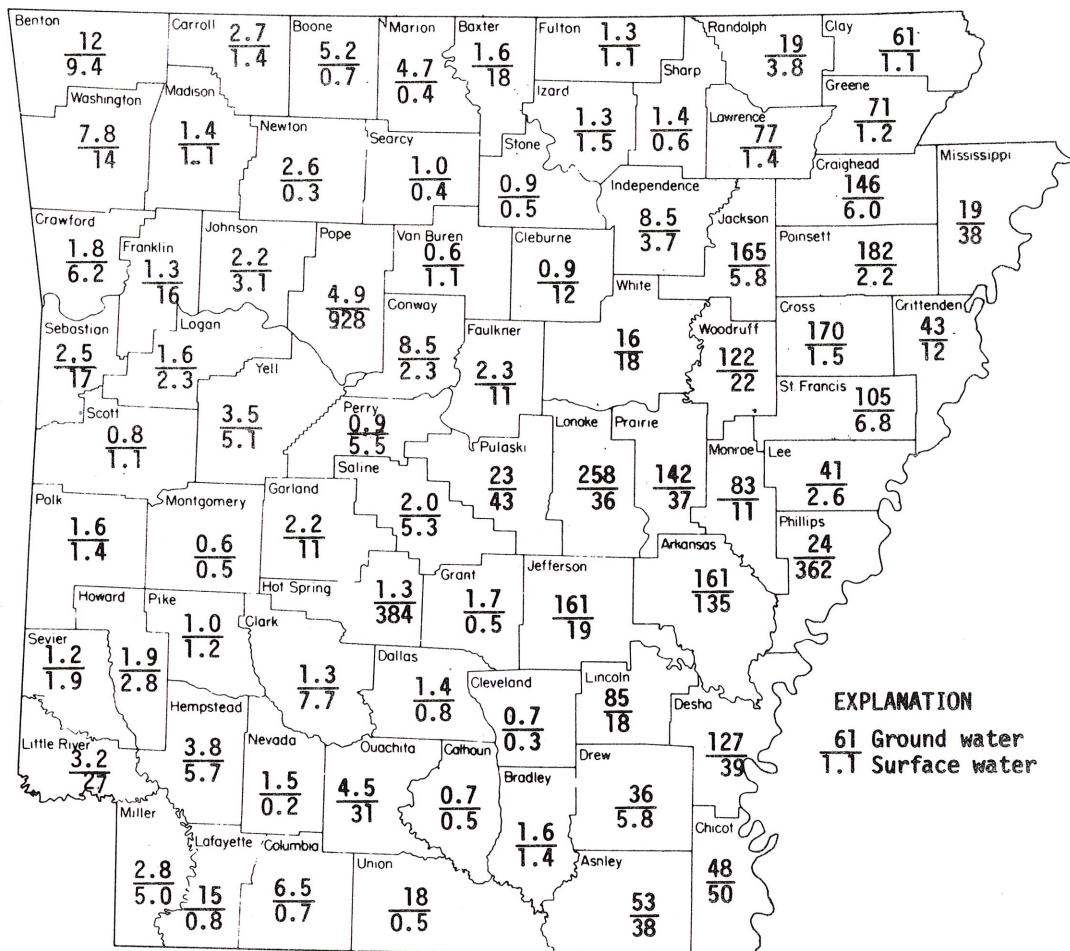 Benton
12
9.4
Carroll
2.7
1.4
Boone
5.2
0.7
Marion
4.7
0.4
Baxter
1.6
18
Fulton
1.3
1.1
Sharp
1.4
0.6
Randolph
19
3.8
Clay
61
1.1
Washington
7.8
14
Madison
1.4
1.1
Newton
2.6
0.3
Searcy
1.0
0.4
Stone
0.9
0.5
Izard
1.3
1.5
Lawrence
77
1.4
Greene
71
1.2
Craighead
146
6.0
Mississippi
19
38
Independence
8.5
3.7
Jackson
165
5.8
Poinsett
182
2.2
Crawford
1.8
6.2
Franklin
1.3
16
Johnson
2.2
3.1
Pope
4.9
928
Van Buren
0.6
1.1
Cleburne
0.9
12
White
16
18
Woodruff
122
22
Cross
170
1.5
Crittenden
43
12
Sebastian
2.5
17
Logan
1.6
2.3
Yell
3.5
5.1
Conway
8.5
2.3
Faulkner
2.3
11
St. Francis
105
6.8
Scott
0.8
1.1
Perry
0.9
5.5
Pulaski
23
43
Lonoke
258
36
Prairie
142
37
Monroe
83
11
Lee
41
2.6
Phillips
24
362
Saline
2.0
5.3
Garland
2.2
11
Montgomery
0.6
0.5
Polk
1.6
1.4
Hot Spring
1.3
384
Grant
1.7
0.5
Jefferson
161
19
Arkansas
161
135
Howard
1.9
2.8
Pike
1.0
1.2
Clark
1.3
7.7
Sevier
1.2
1.9
Dallas
1.4
0.8
Cleveland
0.7
0.3
Lincoln
85
18
Desha
127
39
Little River
3.2
27
Hempstead
3.8
5.7
Nevada
1.5
0.2
Ouachita
4.5
31
Calhoun
0.7
0.5
Bradley
1.6
1.4
Drew
36
5.8
Chicot
48
50
Miller
2.8
5.0
Lafayette
15
0.8
Columbia
6.5
0.7
Union
18
0.5
Ashley
53
38
EXPLANATION
61 Ground water
1.1 Surface water